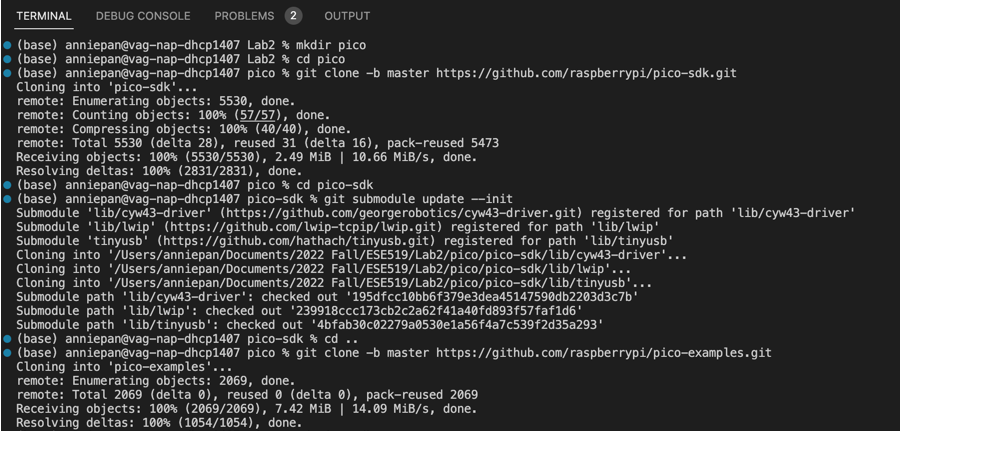 TERMINAL DEBUG CONSOLE PROBLEMS 2 OUTPUT
(base) anniepan@vag-nap-dhcp1407 Lab2 % mkdir pico
(base) anniepan@vag-nap-dhcp1407 Lab2 % cd pico
(base) anniepan@vag-nap-dhcp1407 pico % git clone -b master https://github.com/raspberrypi/pico-sdk.git
Cloning into 'pico-sdk'...
remote: Enumerating objects: 5530, done.
remote: Counting objects: 100% (57/57), done.
remote: Compressing objects: 100% (40/40), done.
remote: Total 5530 (delta 28), reused 31 (delta 16), pack-reused 5473
Receiving objects: 100% (5530/5530), 2.49 MiB | 10.66 MiB/s, done.
Resolving deltas: 100% (2831/2831), done.
(base) anniepan@vag-nap-dhcp1407 pico % cd pico-sdk
(base) anniepan@vag-nap-dhcp1407 pico-sdk % git submodule update --init
Submodule 'lib/cyw43-driver' (https://github.com/georgerobotics/cyw43-driver.git) registered for path 'lib/cyw43-driver'
Submodule 'lib/lwip' (https://github.com/lwip-tcpip/lwip.git) registered for path 'lib/lwip'
Submodule 'tinyusb' (https://github.com/hathach/tinyusb.git) registered for path 'lib/tinyusb'
Cloning into '/Users/anniepan/Documents/2022 Fall/ESE519/Lab2/pico/pico-sdk/lib/cyw43-driver'...
Cloning into '/Users/anniepan/Documents/2022 Fall/ESE519/Lab2/pico/pico-sdk/lib/lwip'...
Cloning into '/Users/anniepan/Documents/2022 Fall/ESE519/Lab2/pico/pico-sdk/lib/tinyusb'...
Submodule path 'lib/cyw43-driver': checked out '195dfcc10bb6f379e3dea45147590db2203d3c7b'
Submodule path 'lib/lwip': checked out '239918ccc173cb2c2a62f41a40fd893f57faf1d6'
Submodule path 'lib/tinyusb': checked out '4bfab30c02279a0530e1a56f4a7c539f2d35a293'
(base) anniepan@vag-nap-dhcp1407 pico-sdk % cd ..
(base) anniepan@vag-nap-dhcp1407 pico % git clone -b master https://github.com/raspberrypi/pico-examples.git
Cloning into 'pico-examples'...
remote: Enumerating objects: 2069, done.
remote: Total 2069 (delta 0), reused 0 (delta 0), pack-reused 2069
Receiving objects: 100% (2069/2069), 7.42 MiB | 14.09 MiB/s, done.
Resolving deltas: 100% (1054/1054), done.